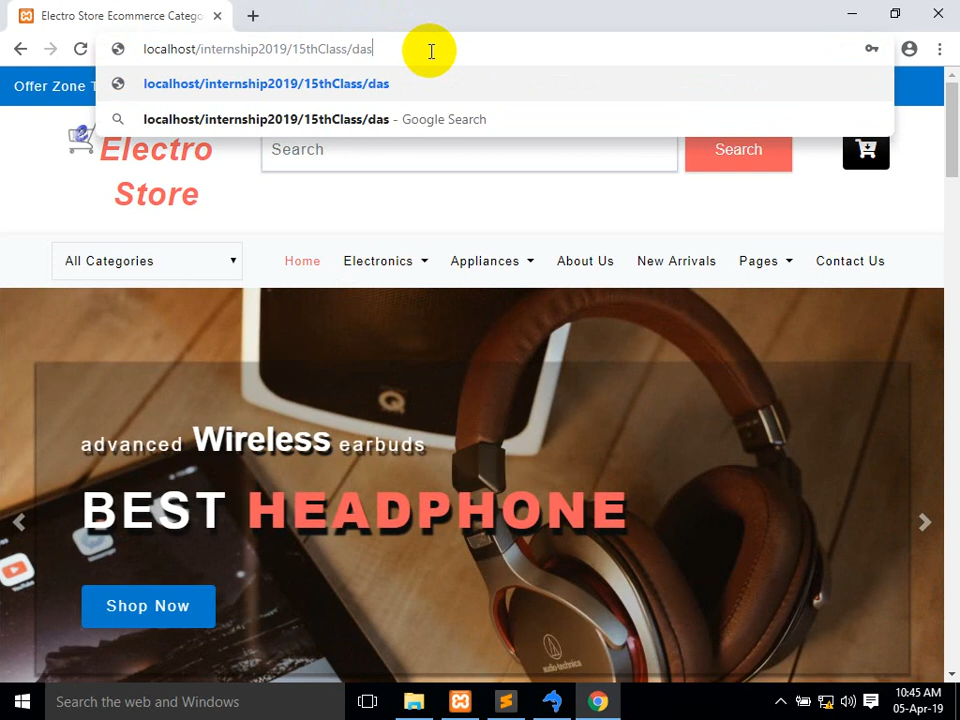 Electro Store Ecommerce Catego
localhost/internship2019/15thClass/das
Offer Zone T
localhost/internship2019/15thClass/das
localhost/internship2019/15thClass/das - Google Search
Electro
Store
Search
Search
All Categories
Home
Electronics
Appliances
About Us
New Arrivals
Pages
Contact Us
advanced Wireless earbuds
BEST HEADPHONE
Shop Now
audio-technica
Search the web and Windows
10:45 AM
05-Apr-19